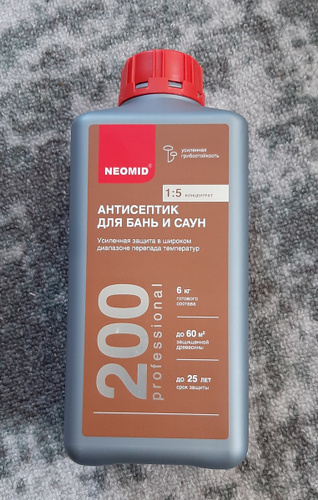 NEOMID®
усиленная
грибостойкость
1:5 КОНЦЕНТРАТ
АНТИСЕПТИК
ДЛЯ БАНЬ И САУН
Усиленная защита в широком
диапазоне перепада температур
200
professional
6 кг
готового
состава
до 60 м²
защищенной
древесины
до 25 ЛЕТ
срок защиты